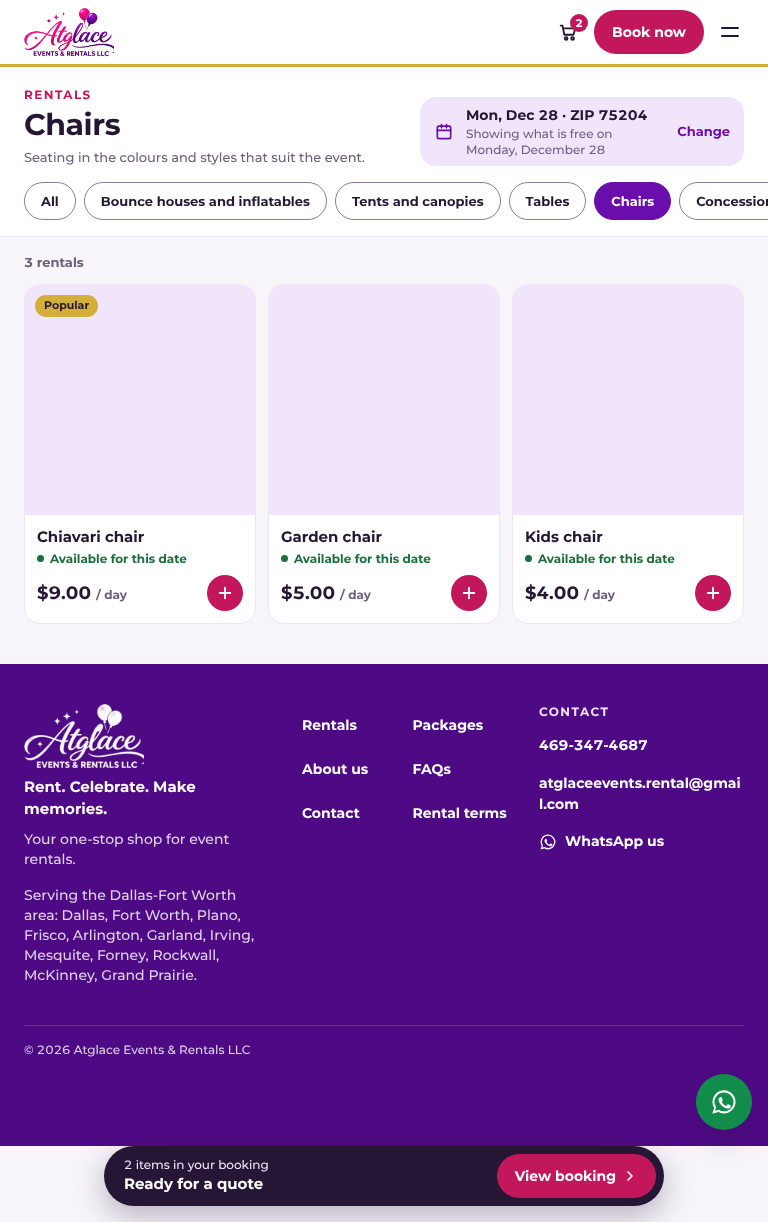 Atglace
EVENTS & RENTALS LLC
2
Book now
RENTALS
Chairs
Seating in the colours and styles that suit the event.
Mon, Dec 28 · ZIP 75204
Showing what is free on
Monday, December 28
Change
All
Bounce houses and inflatables
Tents and canopies
Tables
Chairs
Concession
3 rentals
Popular
Chiavari chair
Available for this date
$9.00 / day
Garden chair
Available for this date
$5.00 / day
Kids chair
Available for this date
$4.00 / day
Atglace
EVENTS & RENTALS LLC
Rent. Celebrate. Make
memories.
Your one-stop shop for event
rentals.
Serving the Dallas-Fort Worth
area: Dallas, Fort Worth, Plano,
Frisco, Arlington, Garland, Irving,
Mesquite, Forney, Rockwall,
McKinney, Grand Prairie.
Rentals
Packages
About us
FAQs
Contact
Rental terms
CONTACT
469-347-4687
atglaceevents.rental@gmai
l.com
WhatsApp us
© 2026 Atglace Events & Rentals LLC
2 items in your booking
Ready for a quote
View booking